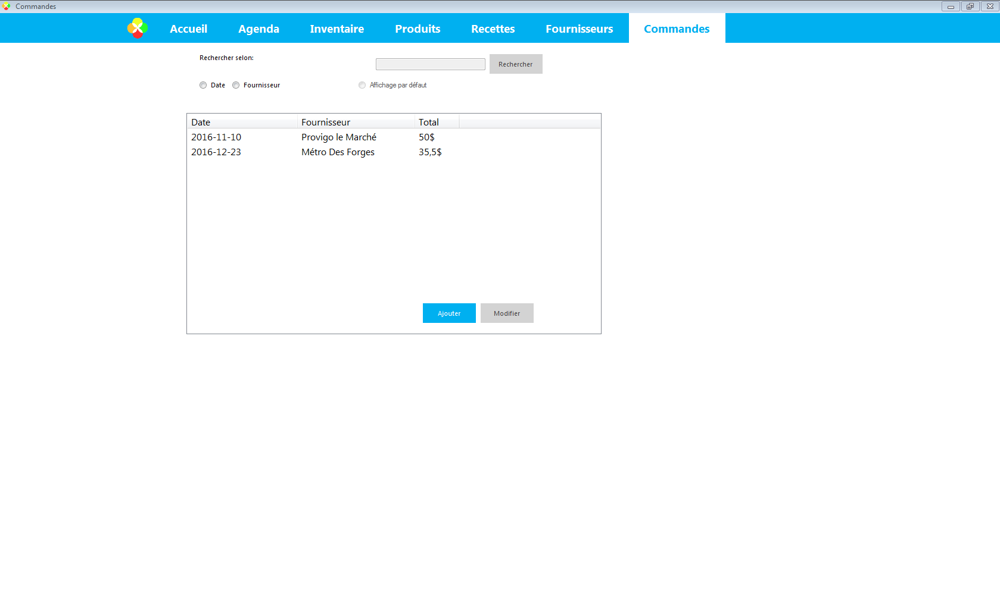 Commandes
Accueil Agenda Inventaire Produits Recettes Fournisseurs Commandes
Rechercher selon:
Rechercher
Date Fournisseur Affichage par défaut
Date Fournisseur Total
2016-11-10 Provigo le Marché 50$
2016-12-23 Métro Des Forges 35,5$
Ajouter Modifier